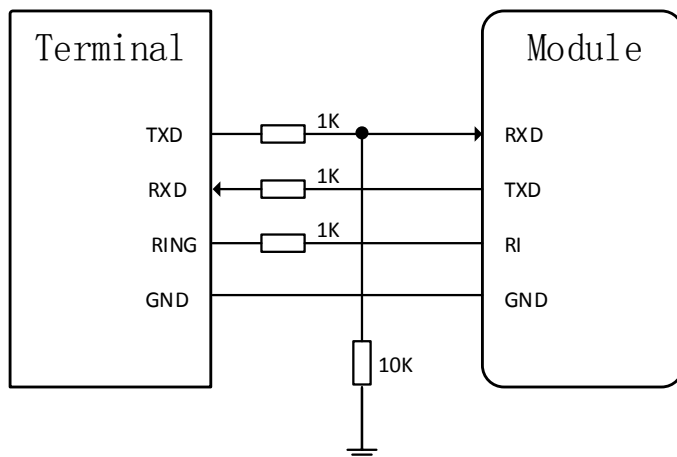 Terminal Module
TXD 1K RXD
RXD 1K TXD
RING 1K RI
GND GND
10K